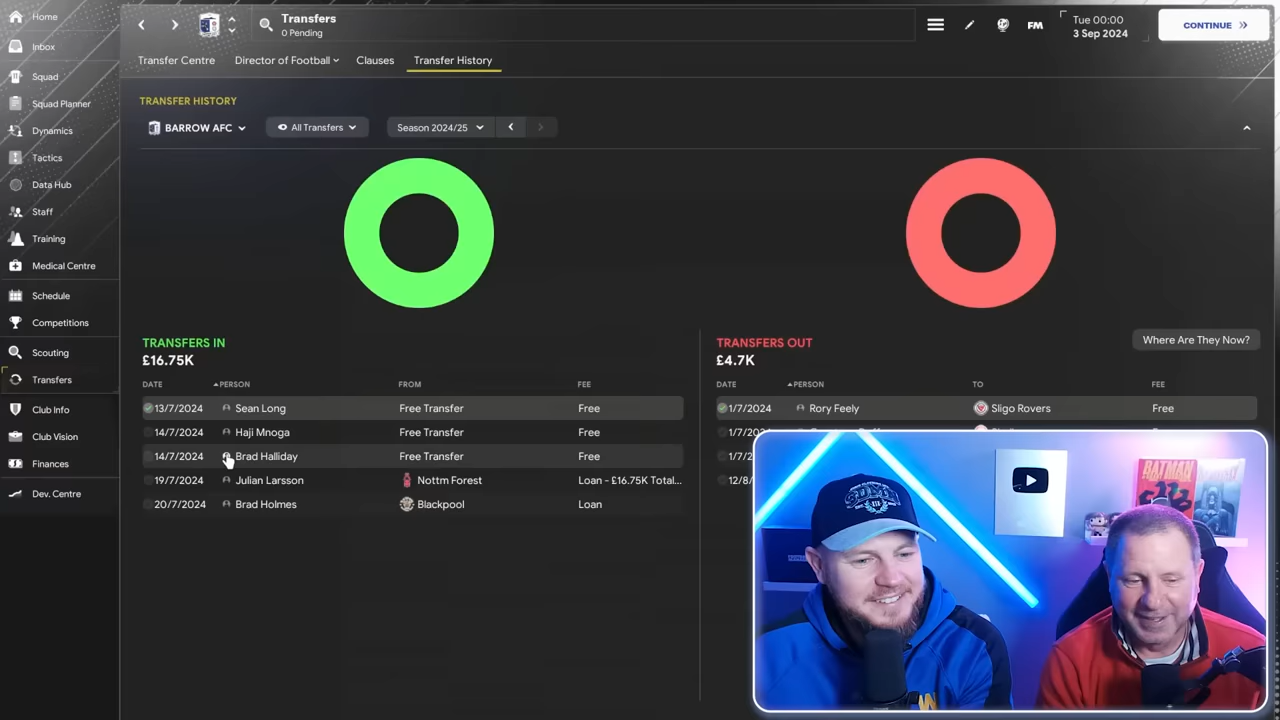 Home
Inbox
Squad
Squad Planner
Dynamics
Tactics
Data Hub
Staff
Training
Medical Centre
Schedule
Competitions
Scouting
Transfers
Club Info
Club Vision
Finances
Dev. Centre
Transfers
0 Pending
FM
Tue 00:00
3 Sep 2024
CONTINUE
Transfer Centre
Director of Football
Clauses
Transfer History
TRANSFER HISTORY
BARROW AFC
All Transfers
Season 2024/25
TRANSFERS IN
£16.75K
DATE PERSON FROM FEE
13/7/2024 Sean Long Free Transfer Free
14/7/2024 Haji Mnoga Free Transfer Free
14/7/2024 Brad Halliday Free Transfer Free
19/7/2024 Julian Larsson Nottm Forest Loan - £16.75K Total...
20/7/2024 Brad Holmes Blackpool Loan
TRANSFERS OUT
£4.7K
Where Are They Now?
DATE PERSON TO FEE
1/7/2024 Rory Feely Sligo Rovers Free
BATMAN